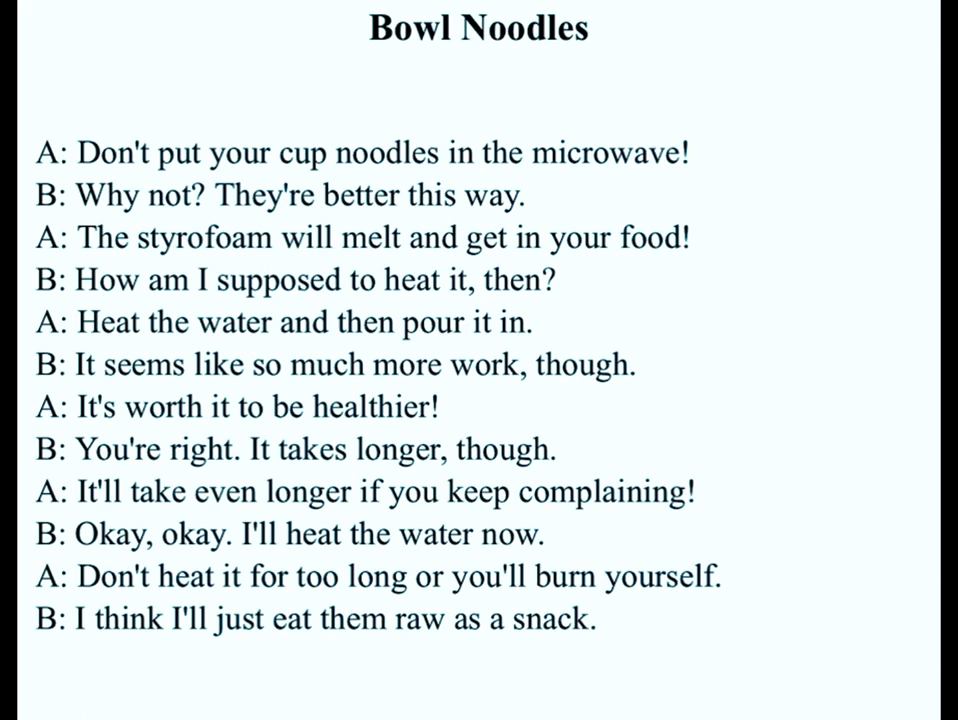 Bowl Noodles
A: Don't put your cup noodles in the microwave!
B: Why not? They're better this way.
A: The styrofoam will melt and get in your food!
B: How am I supposed to heat it, then?
A: Heat the water and then pour it in.
B: It seems like so much more work, though.
A: It's worth it to be healthier!
B: You're right. It takes longer, though.
A: It'll take even longer if you keep complaining!
B: Okay, okay. I'll heat the water now.
A: Don't heat it for too long or you'll burn yourself.
B: I think I'll just eat them raw as a snack.